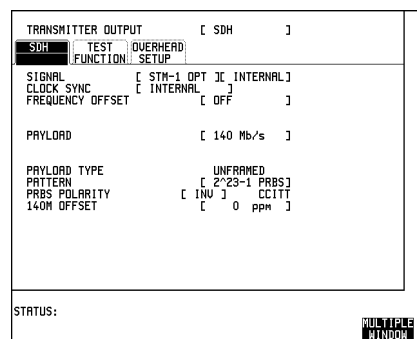 TRANSMITTER OUTPUT [ SDH ]
SDH TEST FUNCTION OVERHEAD SETUP
SIGNAL [ STM-1 OPT ][ INTERNAL]
CLOCK SYNC [ INTERNAL ]
FREQUENCY OFFSET [ OFF ]
PAYLOAD [ 140 Mb/s ]
PAYLOAD TYPE UNFRAMED
PATTERN [ 2^23-1 PRBS]
PRBS POLARITY [ INV ] CCITT
140M OFFSET [ 0 ppm ]
STATUS:
MULTIPLE
WINDOW